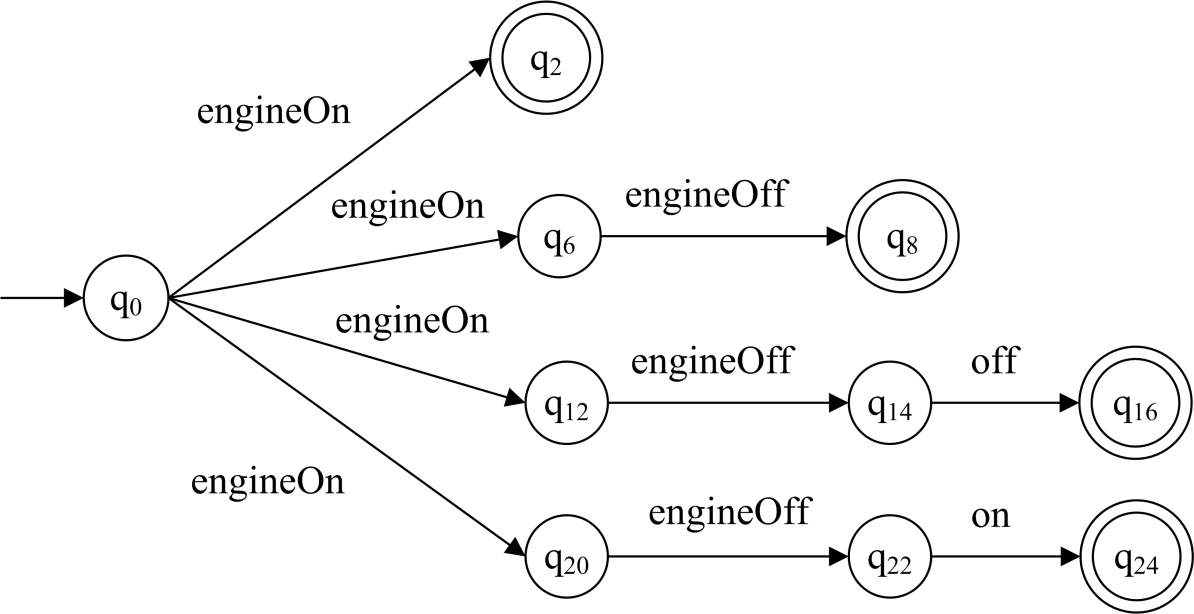 q2
engineOn
engineOn
engineOff
q6
q8
q0
engineOn
engineOff
off
q12
q14
q16
engineOn
engineOff
on
q20
q22
q24